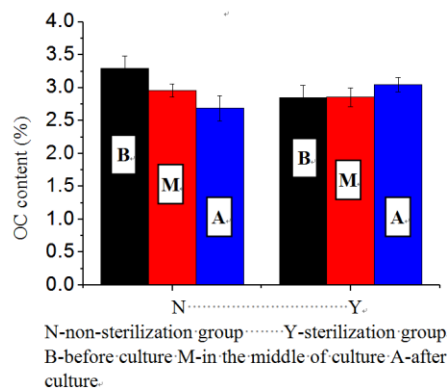 4.0
3.5
3.0
2.5
2.0
1.5
1.0
0.5
0.0
OC content (%)
B
M
A
B
M
A
N Y
N-non-sterilization group Y-sterilization group
B-before culture M-in the middle of culture A-after
culture